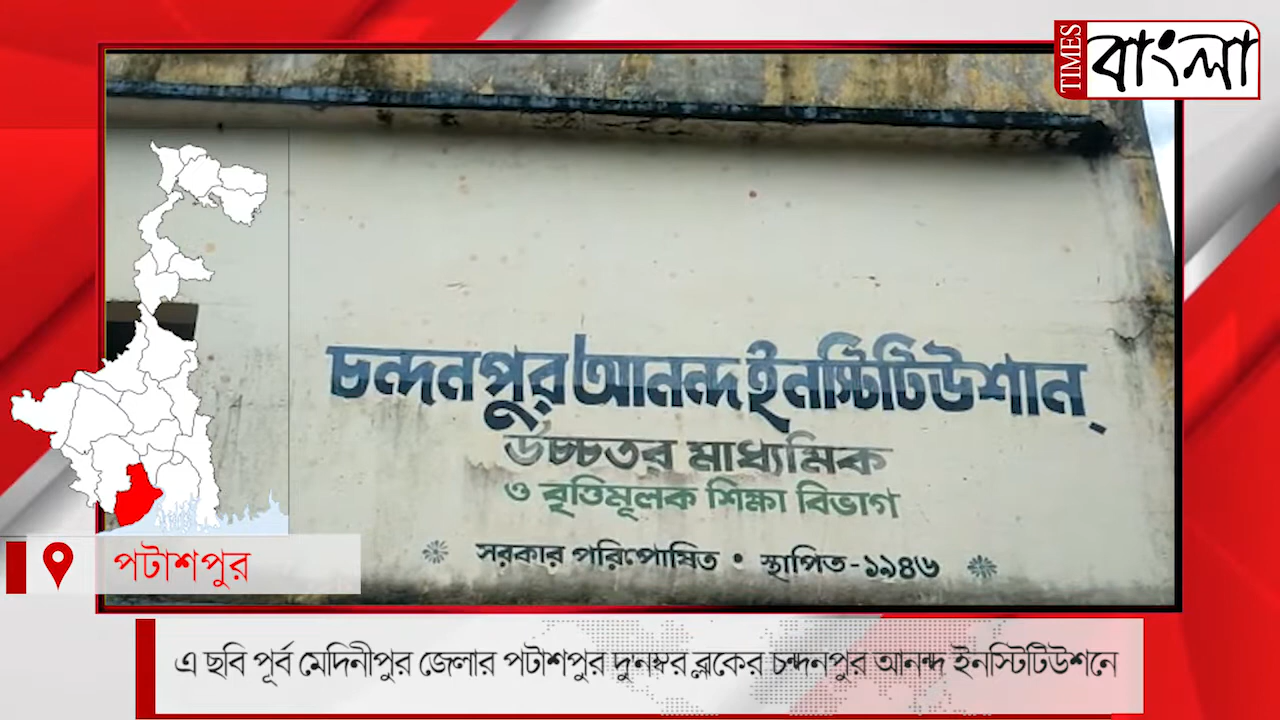 TIMES বাংলা
চন্দনপুর আনন্দ ইনস্টিটিউশান্
উচ্চতর মাধ্যমিক
ও বৃত্তিমূলক শিক্ষা বিভাগ
সরকার পরিপোষিত • স্থাপিত-১৯৪৬
পটাশপুর
এ ছবি পূর্ব মেদিনীপুর জেলার পটাশপুর দু'নম্বর ব্লকের চন্দনপুর আনন্দ ইনস্টিটিউশনে